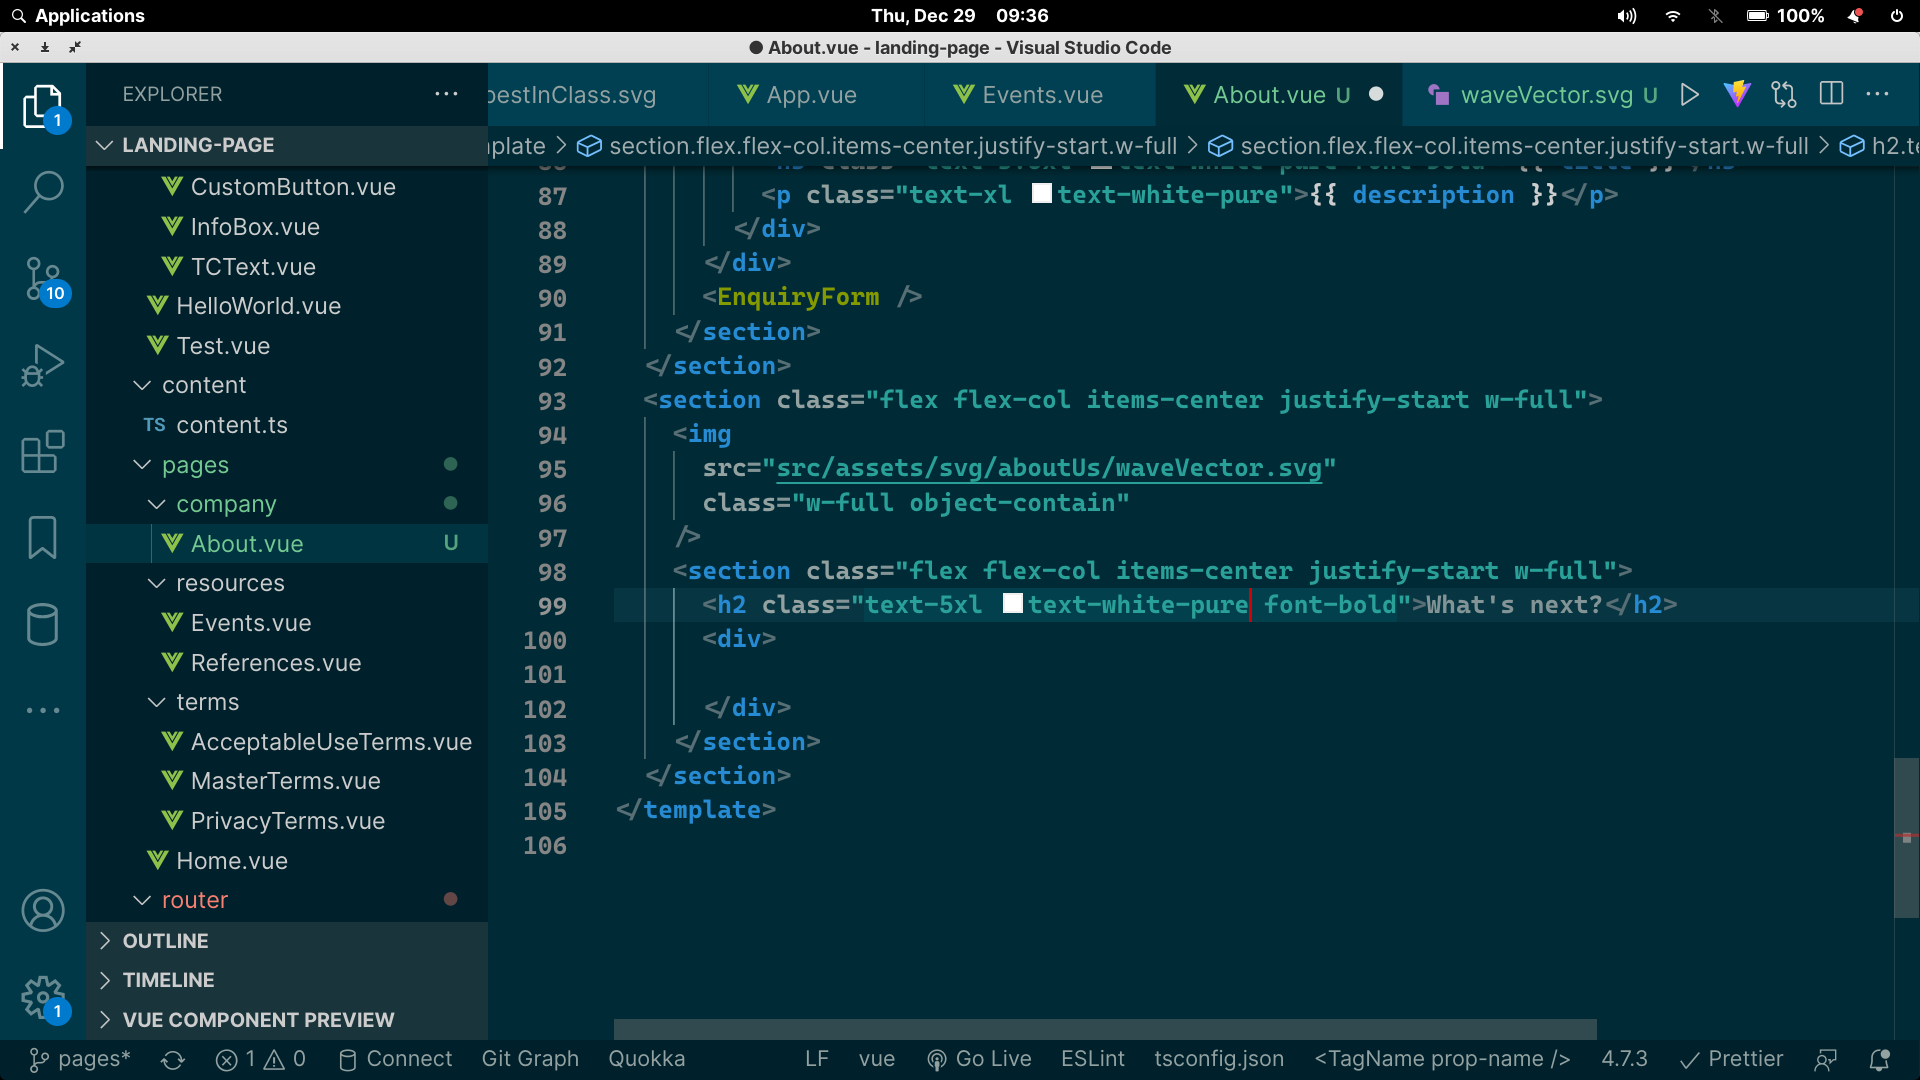 Applications
Thu, Dec 29 09:36
100%
About.vue - landing-page - Visual Studio Code
EXPLORER
bestInClass.svg
App.vue
Events.vue
About.vue U
waveVector.svg U
1
LANDING-PAGE
section.flex.flex-col.items-center.justify-start.w-full
section.flex.flex-col.items-center.justify-start.w-full
CustomButton.vue
InfoBox.vue
TCText.vue
HelloWorld.vue
Test.vue
content
TS content.ts
pages
company
About.vue U
resources
Events.vue
References.vue
terms
AcceptableUseTerms.vue
MasterTerms.vue
PrivacyTerms.vue
Home.vue
router
OUTLINE
TIMELINE
VUE COMPONENT PREVIEW
10
1
87 <p class="text-xl text-white-pure">{{ description }}</p>
88 </div>
89 </div>
90 <EnquiryForm />
91 </section>
92 </section>
93 <section class="flex flex-col items-center justify-start w-full">
94 <img
95 src="src/assets/svg/aboutUs/waveVector.svg"
96 class="w-full object-contain"
97 />
98 <section class="flex flex-col items-center justify-start w-full">
99 <h2 class="text-5xl text-white-pure font-bold">What's next?</h2>
100 <div>
101
102 </div>
103 </section>
104 </section>
105 </template>
106
pages* 1 0 Connect Git Graph Quokka LF vue Go Live ESLint tsconfig.json <TagName prop-name /> 4.7.3 Prettier